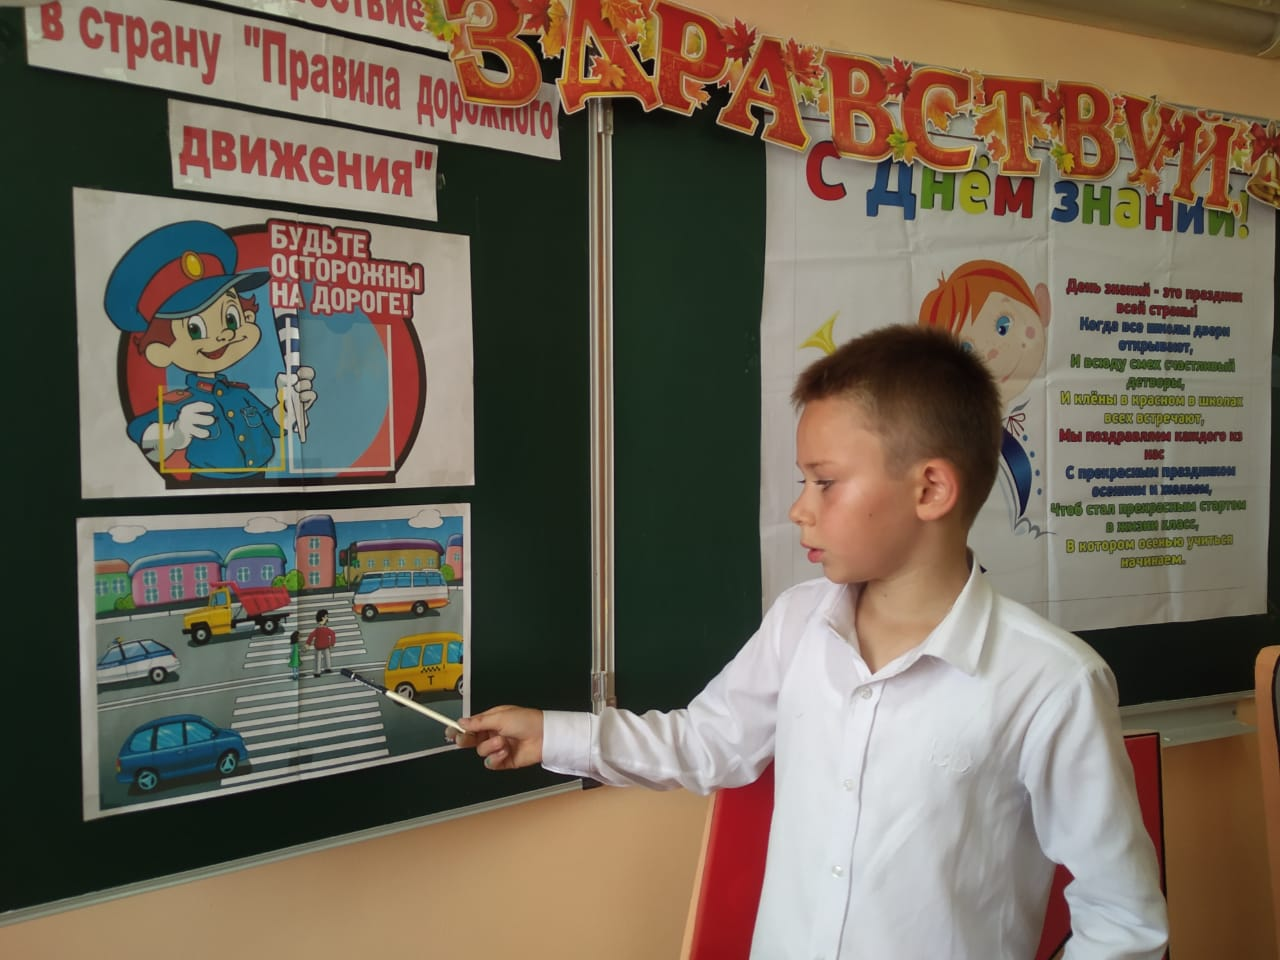 в страну "Правила дорожного
движения"
БУДЬТЕ
ОСТОРОЖНЫ
НА ДОРОГЕ!
Т
ЗДРАВСТВУЙ,
С Днём знаний!
День знаний - это праздник
всей страны!
Когда все школы двери
открывают,
И всюду смех счастливый
детворы,
И клёны в красном в школах
всех встречают,
Мы поздравляем каждого из
нас
С прекрасным праздником
осенним и желаем,
Чтоб стал прекрасным стартом
в жизни класс,
В котором осенью учиться
начинаем.